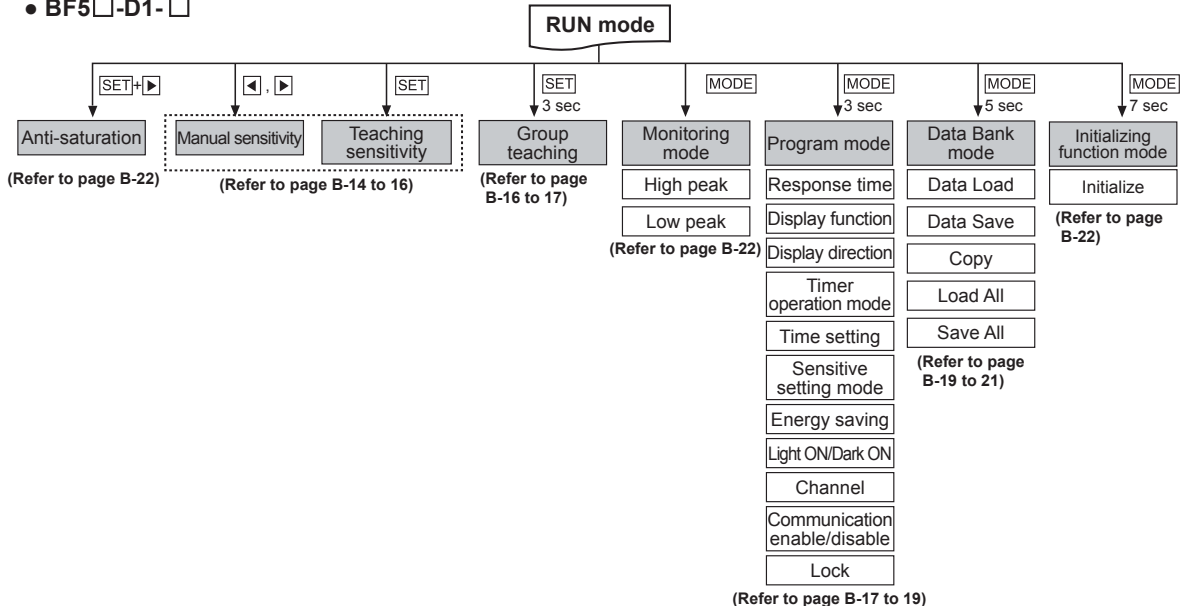 ● BF5□-D1-□
RUN mode
SET+▶
◀ , ▶
SET
SET
3 sec
MODE
MODE
3 sec
MODE
5 sec
MODE
7 sec
Anti-saturation
(Refer to page B-22)
Manual sensitivity
Teaching
sensitivity
(Refer to page B-14 to 16)
Group
teaching
(Refer to page
B-16 to 17)
Monitoring
mode
High peak
Low peak
(Refer to page B-22)
Program mode
Response time
Display function
Display direction
Timer
operation mode
Time setting
Sensitive
setting mode
Energy saving
Light ON/Dark ON
Channel
Communication
enable/disable
Lock
(Refer to page B-17 to 19)
Data Bank
mode
Data Load
Data Save
Copy
Load All
Save All
(Refer to page
B-19 to 21)
Initializing
function mode
Initialize
(Refer to page
B-22)